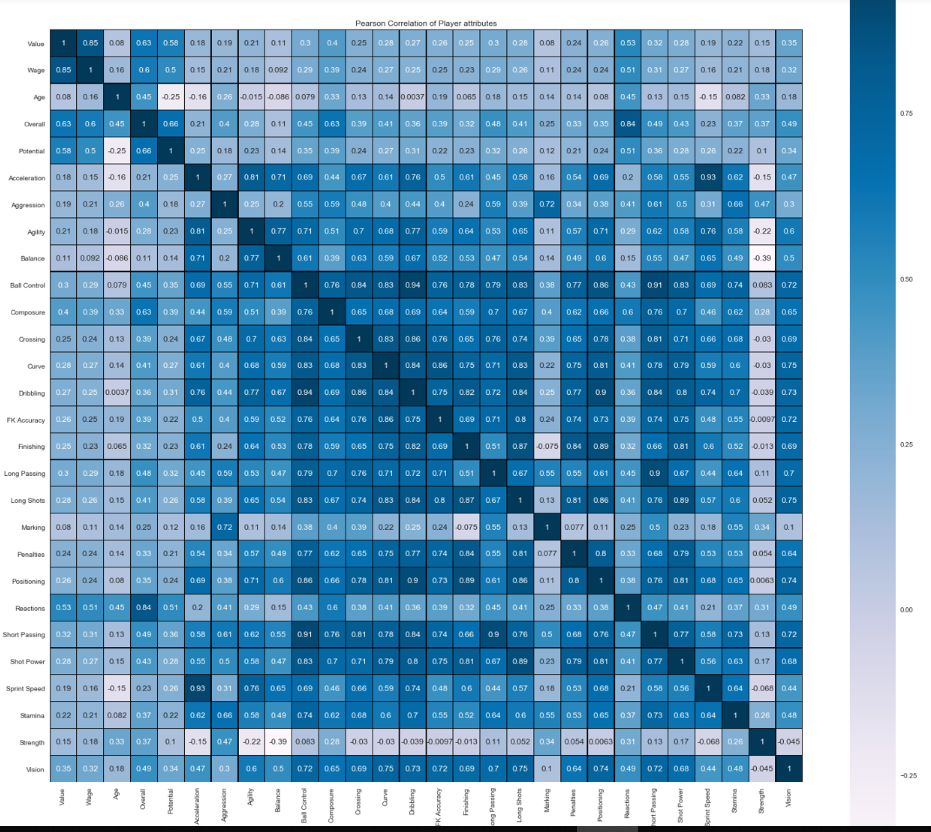 Pearson Correlation of Player attributes
Value 1 0.85 0.08 0.63 0.58 0.18 0.19 0.21 0.11 0.3 0.4 0.25 0.28 0.27 0.26 0.25 0.3 0.28 0.08 0.24 0.26 0.53 0.32 0.28 0.19 0.22 0.15 0.35
Wage 0.85 1 0.16 0.6 0.5 0.15 0.21 0.18 0.092 0.29 0.39 0.24 0.27 0.25 0.25 0.23 0.29 0.26 0.11 0.24 0.24 0.51 0.31 0.27 0.16 0.21 0.18 0.32
Age 0.08 0.16 1 0.45 -0.25 -0.16 0.26 -0.015 -0.086 0.079 0.33 0.13 0.14 0.0037 0.19 0.065 0.18 0.15 0.14 0.14 0.08 0.45 0.13 0.15 -0.15 0.082 0.33 0.18
Overall 0.63 0.6 0.45 1 0.66 0.21 0.4 0.28 0.11 0.45 0.63 0.39 0.41 0.36 0.39 0.32 0.48 0.41 0.25 0.33 0.35 0.84 0.49 0.43 0.23 0.37 0.37 0.49
Potential 0.58 0.5 -0.25 0.66 1 0.25 0.18 0.23 0.14 0.35 0.39 0.24 0.27 0.31 0.22 0.23 0.32 0.26 0.12 0.21 0.24 0.51 0.36 0.28 0.26 0.22 0.1 0.34
Acceleration 0.18 0.15 -0.16 0.21 0.25 1 0.27 0.81 0.71 0.69 0.44 0.67 0.61 0.76 0.5 0.61 0.45 0.58 0.16 0.54 0.69 0.2 0.58 0.55 0.93 0.62 -0.15 0.47
Aggression 0.19 0.21 0.26 0.4 0.18 0.27 1 0.25 0.2 0.55 0.59 0.48 0.4 0.44 0.4 0.24 0.59 0.39 0.72 0.34 0.38 0.41 0.61 0.5 0.31 0.66 0.47 0.3
Agility 0.21 0.18 -0.015 0.28 0.23 0.81 0.25 1 0.77 0.71 0.51 0.7 0.68 0.77 0.59 0.64 0.53 0.65 0.11 0.57 0.71 0.29 0.62 0.58 0.76 0.58 -0.22 0.6
Balance 0.11 0.092 -0.086 0.11 0.14 0.71 0.2 0.77 1 0.61 0.39 0.63 0.59 0.67 0.52 0.53 0.47 0.54 0.14 0.49 0.6 0.15 0.55 0.47 0.65 0.49 -0.39 0.5
Ball Control 0.3 0.29 0.079 0.45 0.35 0.69 0.55 0.71 0.61 1 0.76 0.84 0.83 0.94 0.76 0.78 0.79 0.83 0.38 0.77 0.86 0.43 0.91 0.83 0.69 0.74 0.083 0.72
Composure 0.4 0.39 0.33 0.63 0.39 0.44 0.59 0.51 0.39 0.76 1 0.65 0.68 0.69 0.64 0.59 0.7 0.67 0.4 0.62 0.66 0.6 0.76 0.7 0.46 0.62 0.28 0.65
Crossing 0.25 0.24 0.13 0.39 0.24 0.67 0.48 0.7 0.63 0.84 0.65 1 0.83 0.86 0.76 0.65 0.76 0.74 0.39 0.65 0.78 0.38 0.81 0.71 0.66 0.68 -0.03 0.69
Curve 0.28 0.27 0.14 0.41 0.27 0.61 0.4 0.68 0.59 0.83 0.68 0.83 1 0.84 0.86 0.75 0.71 0.83 0.22 0.75 0.81 0.41 0.78 0.79 0.59 0.6 -0.03 0.75
Dribbling 0.27 0.25 0.0037 0.36 0.31 0.76 0.44 0.77 0.67 0.94 0.69 0.86 0.84 1 0.75 0.82 0.72 0.84 0.25 0.77 0.9 0.36 0.84 0.8 0.74 0.7 -0.039 0.73
FK Accuracy 0.26 0.25 0.19 0.39 0.22 0.5 0.4 0.59 0.52 0.76 0.64 0.76 0.86 0.75 1 0.69 0.71 0.8 0.24 0.74 0.73 0.39 0.74 0.75 0.48 0.55 -0.0097 0.72
Finishing 0.25 0.23 0.065 0.32 0.23 0.61 0.24 0.64 0.53 0.78 0.59 0.65 0.75 0.82 0.69 1 0.51 0.87 -0.075 0.84 0.89 0.32 0.66 0.81 0.6 0.52 -0.013 0.69
Long Passing 0.3 0.29 0.18 0.48 0.32 0.45 0.59 0.53 0.47 0.79 0.7 0.76 0.71 0.72 0.71 0.51 1 0.67 0.55 0.55 0.61 0.45 0.9 0.67 0.44 0.64 0.11 0.7
Long Shots 0.28 0.26 0.15 0.41 0.26 0.58 0.39 0.65 0.54 0.83 0.67 0.74 0.83 0.84 0.8 0.87 0.67 1 0.13 0.81 0.86 0.41 0.76 0.89 0.57 0.6 0.052 0.75
Marking 0.08 0.11 0.14 0.25 0.12 0.16 0.72 0.11 0.14 0.38 0.4 0.39 0.22 0.25 0.24 -0.075 0.55 0.13 1 0.077 0.11 0.25 0.5 0.23 0.18 0.55 0.34 0.1
Penalties 0.24 0.24 0.14 0.33 0.21 0.54 0.34 0.57 0.49 0.77 0.62 0.65 0.75 0.77 0.74 0.84 0.55 0.81 0.077 1 0.8 0.33 0.68 0.79 0.53 0.53 0.054 0.64
Positioning 0.26 0.24 0.08 0.35 0.24 0.69 0.38 0.71 0.6 0.86 0.66 0.78 0.81 0.9 0.73 0.89 0.61 0.86 0.11 0.8 1 0.38 0.76 0.81 0.68 0.65 0.0063 0.74
Reactions 0.53 0.51 0.45 0.84 0.51 0.2 0.41 0.29 0.15 0.43 0.6 0.38 0.41 0.36 0.39 0.32 0.45 0.41 0.25 0.33 0.38 1 0.47 0.41 0.21 0.37 0.31 0.49
Short Passing 0.32 0.31 0.13 0.49 0.36 0.58 0.61 0.62 0.55 0.91 0.76 0.81 0.78 0.84 0.74 0.66 0.9 0.76 0.5 0.68 0.76 0.47 1 0.77 0.58 0.73 0.13 0.72
Shot Power 0.28 0.27 0.15 0.43 0.28 0.55 0.5 0.58 0.47 0.83 0.7 0.71 0.79 0.8 0.75 0.81 0.67 0.89 0.23 0.79 0.81 0.41 0.77 1 0.56 0.63 0.17 0.68
Sprint Speed 0.19 0.16 -0.15 0.23 0.26 0.93 0.31 0.76 0.65 0.69 0.46 0.66 0.59 0.74 0.48 0.6 0.44 0.57 0.18 0.53 0.68 0.21 0.58 0.56 1 0.64 -0.068 0.44
Stamina 0.22 0.21 0.082 0.37 0.22 0.62 0.66 0.58 0.49 0.74 0.62 0.68 0.6 0.7 0.55 0.52 0.64 0.6 0.55 0.53 0.65 0.37 0.73 0.63 0.64 1 0.26 0.48
Strength 0.15 0.18 0.33 0.37 0.1 -0.15 0.47 -0.22 -0.39 0.083 0.28 -0.03 -0.03 -0.039 -0.0097 -0.013 0.11 0.052 0.34 0.054 0.0063 0.31 0.13 0.17 -0.068 0.26 1 -0.045
Vision 0.35 0.32 0.18 0.49 0.34 0.47 0.3 0.6 0.5 0.72 0.65 0.69 0.75 0.73 0.72 0.69 0.7 0.75 0.1 0.64 0.74 0.49 0.72 0.68 0.44 0.48 -0.045 1
Value
Wage
Age
Overall
Potential
Acceleration
Aggression
Agility
Balance
Ball Control
Composure
Crossing
Curve
Dribbling
FK Accuracy
Finishing
ong Passing
Long Shots
Marking
Penalties
Positioning
Reactions
hort Passing
Shot Power
Sprint Speed
Stamina
Strength
Vision
0.75
0.50
0.25
0.00
−0.25